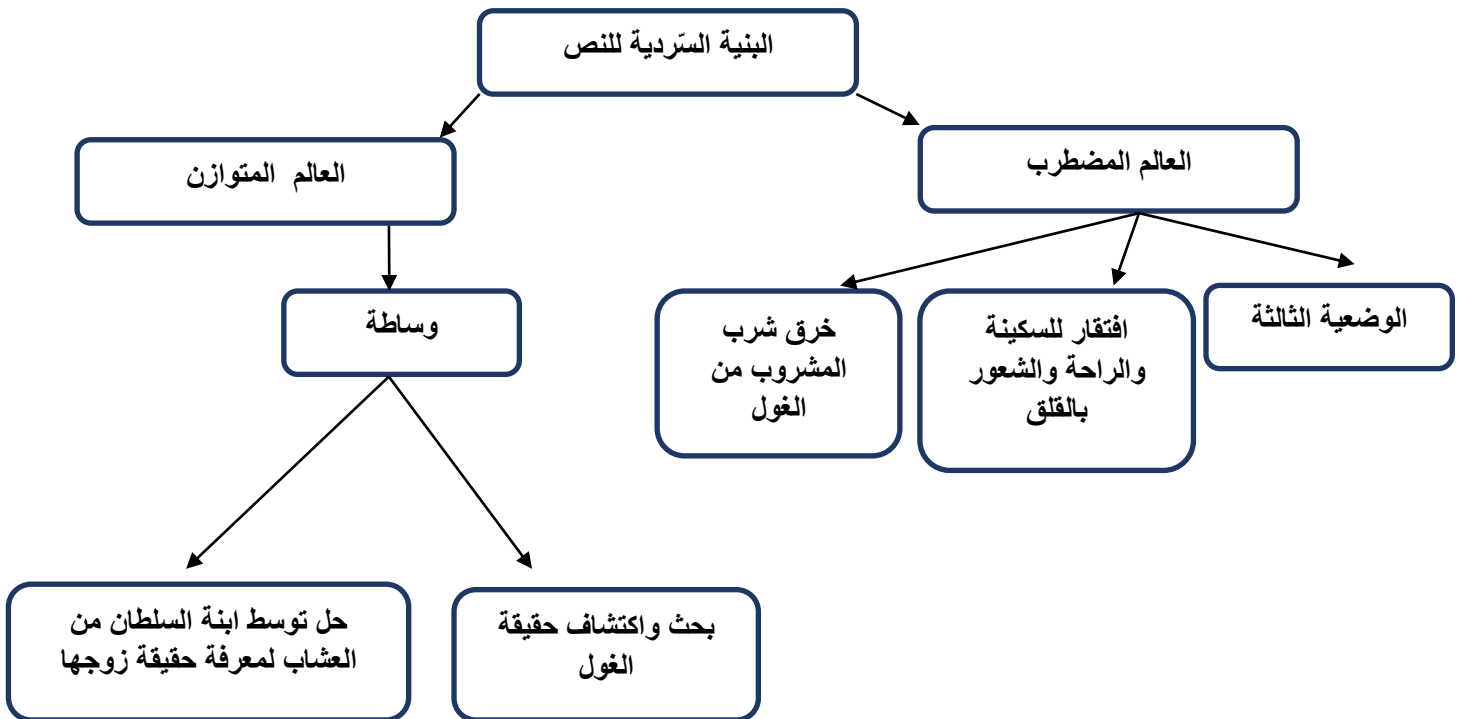 البنية السّردية للنص
العالم المضطرب
العالم المتوازن
الوضعية الثالثة
افتقار للسكينة
والراحة والشعور
بالقلق
خرق شرب
المشروب من
الغول
وساطة
بحث واكتشاف حقيقة
الغول
حل توسط ابنة السلطان من
العشاب لمعرفة حقيقة زوجها